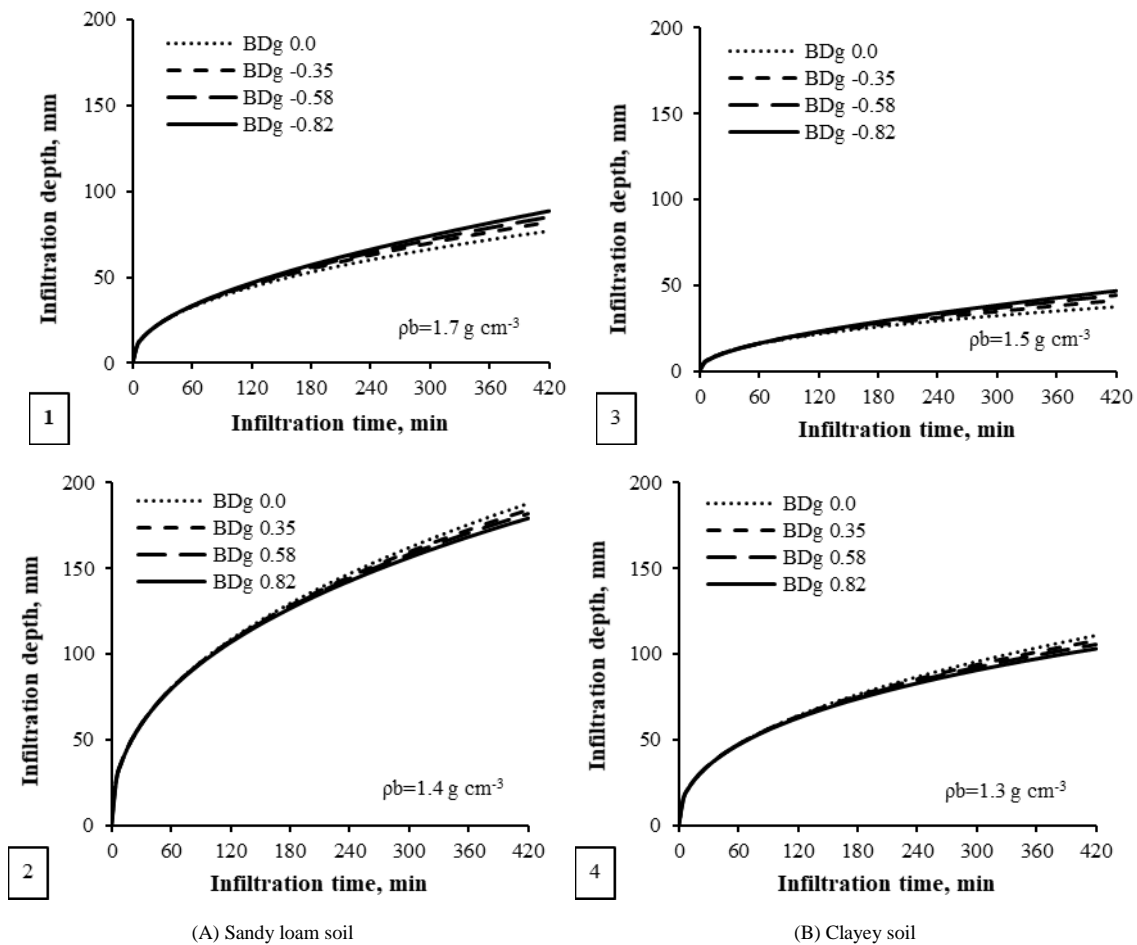 200
150
100
50
0
Infiltration depth, mm
BDg 0.0
BDg -0.35
BDg -0.58
BDg -0.82
ρb=1.7 g cm-3
0 60 120 180 240 300 360 420
Infiltration time, min
1
200
150
100
50
0
Infiltration depth, mm
BDg 0.0
BDg -0.35
BDg -0.58
BDg -0.82
ρb=1.5 g cm-3
0 60 120 180 240 300 360 420
Infiltration time, min
3
200
150
100
50
0
Infiltration depth, mm
BDg 0.0
BDg 0.35
BDg 0.58
BDg 0.82
ρb=1.4 g cm-3
0 60 120 180 240 300 360 420
Infiltration time, min
2
200
150
100
50
0
Infiltration depth, mm
BDg 0.0
BDg 0.35
BDg 0.58
BDg 0.82
ρb=1.3 g cm-3
0 60 120 180 240 300 360 420
Infiltration time, min
4
(A) Sandy loam soil
(B) Clayey soil